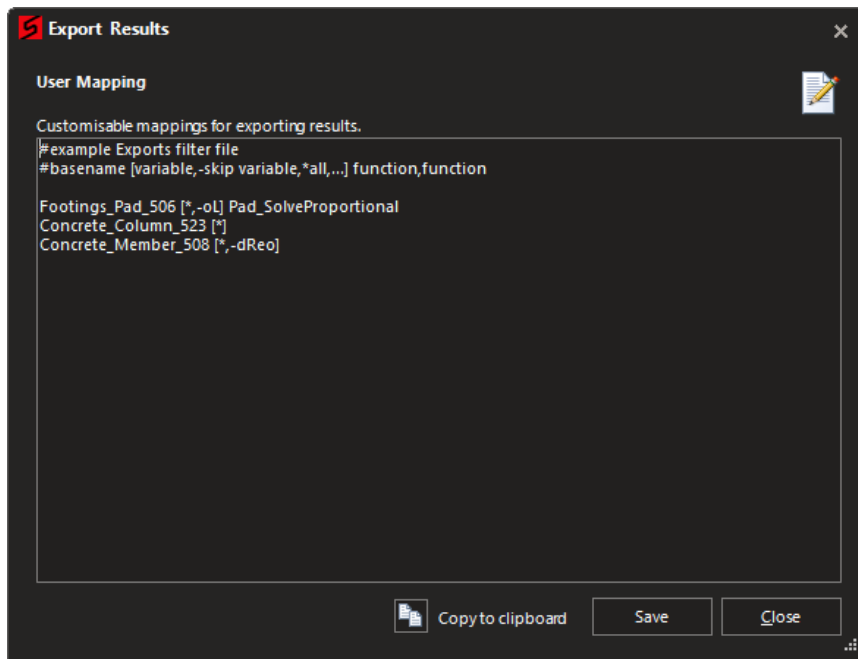 Export Results
User Mapping
Customisable mappings for exporting results.
#example Exports filter file
#basename [variable,-skip variable,*all,...] function,function
Footings_Pad_506 [*,-oL] Pad_SolveProportional
Concrete_Column_523 [*]
Concrete_Member_508 [*,-dReo]
Copy to clipboard
Save
Close